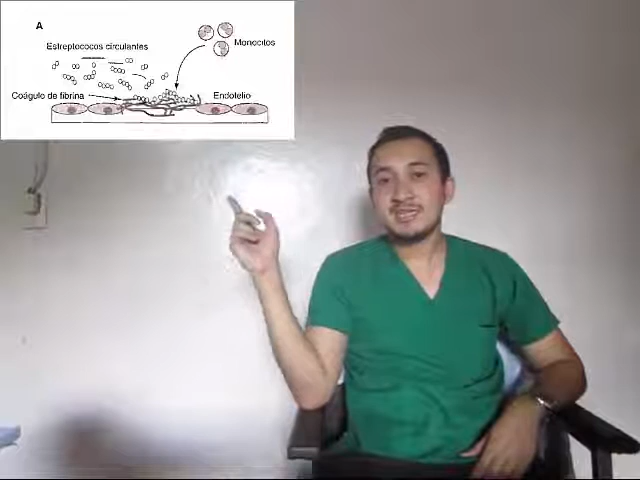 A
Estreptococos circulantes
Monocitos
Coágulo de fibrina
Endotelio